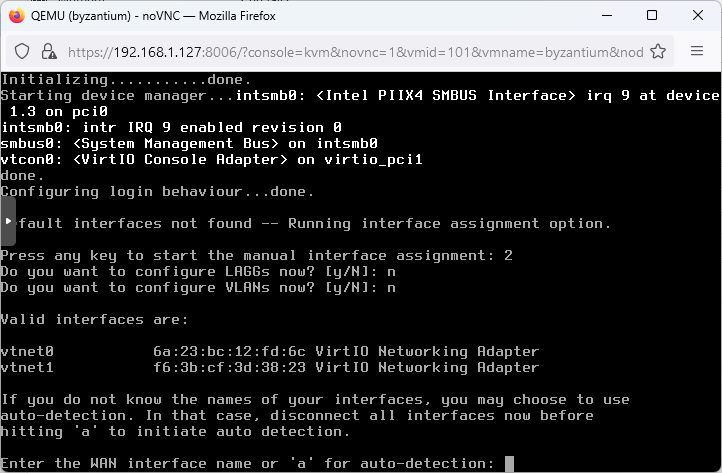 QEMU (byzantium) - noVNC — Mozilla Firefox
https://192.168.1.127:8006/?console=kvm&novnc=1&vmid=101&vmname=byzantium&nod
Initializing...........done.
Starting device manager...intsmb0: <Intel PIIX4 SMBUS Interface> irq 9 at device
1.3 on pci0
intsmb0: intr IRQ 9 enabled revision 0
smbus0: <System Management Bus> on intsmb0
vtcon0: <VirtIO Console Adapter> on virtio_pci1
done.
Configuring login behaviour...done.
efault interfaces not found -- Running interface assignment option.
Press any key to start the manual interface assignment: 2
Do you want to configure LAGGs now? [y/N]: n
Do you want to configure VLANs now? [y/N]: n
Valid interfaces are:
vtnet0 6a:23:bc:12:fd:6c VirtIO Networking Adapter
vtnet1 f6:3b:cf:3d:38:23 VirtIO Networking Adapter
If you do not know the names of your interfaces, you may choose to use
auto-detection. In that case, disconnect all interfaces now before
hitting 'a' to initiate auto detection.
Enter the WAN interface name or 'a' for auto-detection: